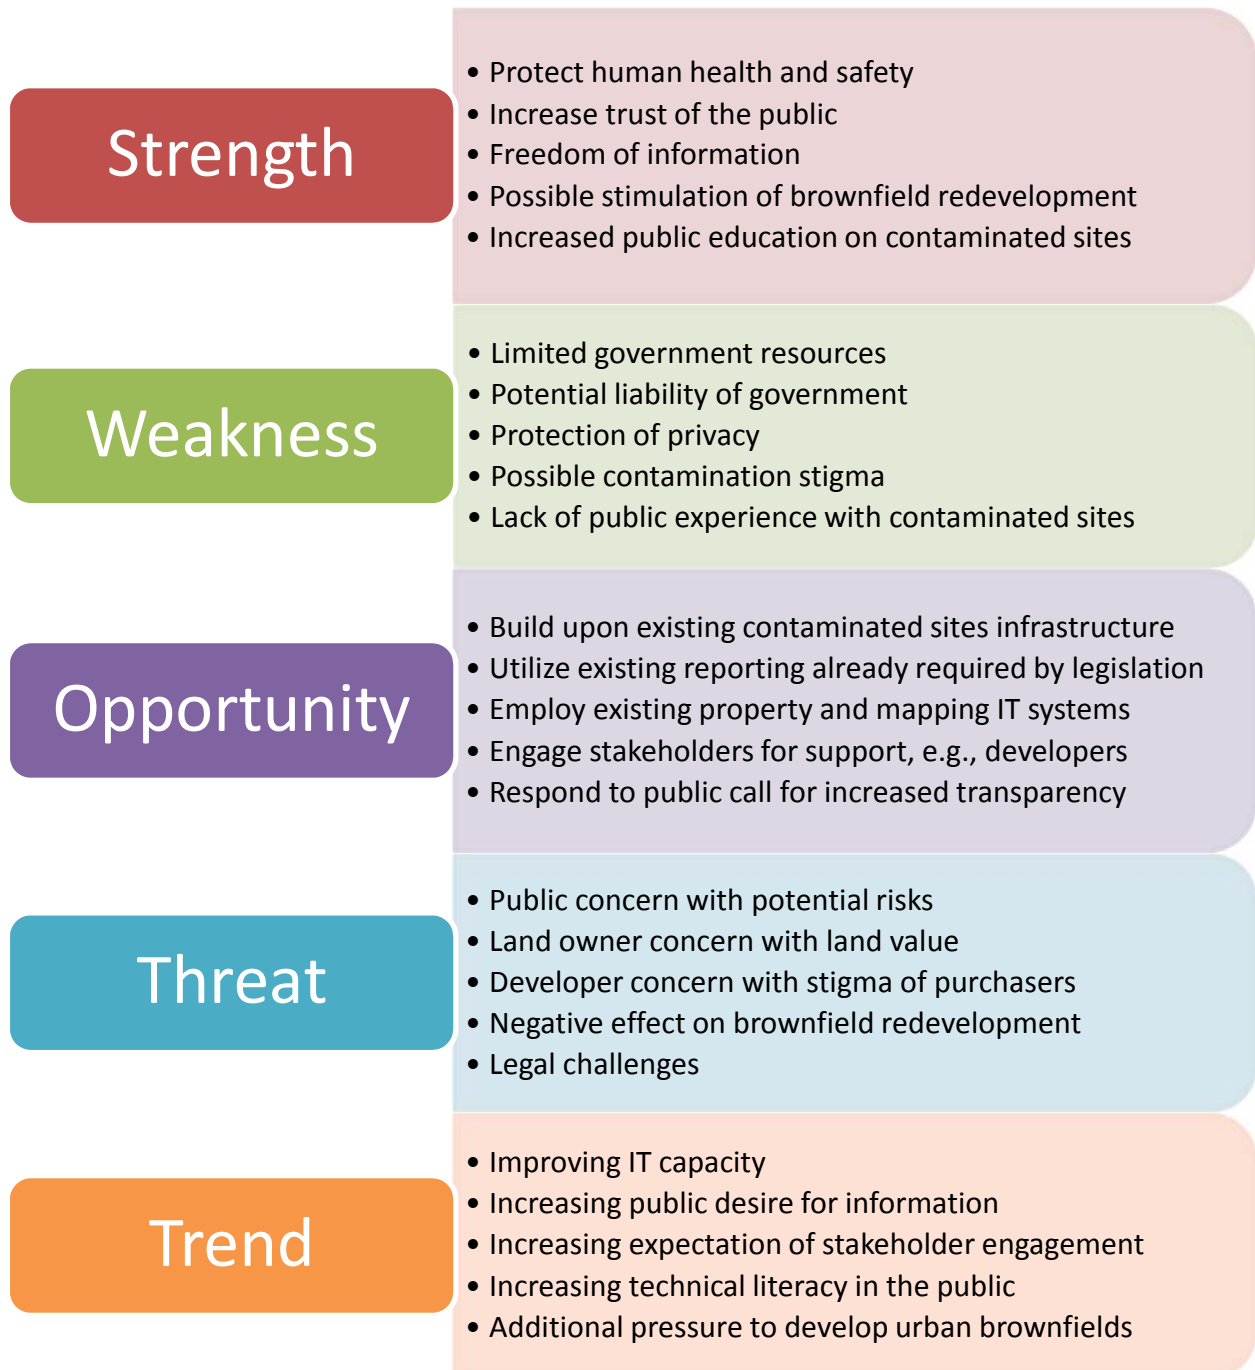 Strength
• Protect human health and safety
• Increase trust of the public
• Freedom of information
• Possible stimulation of brownfield redevelopment
• Increased public education on contaminated sites
Weakness
• Limited government resources
• Potential liability of government
• Protection of privacy
• Possible contamination stigma
• Lack of public experience with contaminated sites
Opportunity
• Build upon existing contaminated sites infrastructure
• Utilize existing reporting already required by legislation
• Employ existing property and mapping IT systems
• Engage stakeholders for support, e.g., developers
• Respond to public call for increased transparency
Threat
• Public concern with potential risks
• Land owner concern with land value
• Developer concern with stigma of purchasers
• Negative effect on brownfield redevelopment
• Legal challenges
Trend
• Improving IT capacity
• Increasing public desire for information
• Increasing expectation of stakeholder engagement
• Increasing technical literacy in the public
• Additional pressure to develop urban brownfields